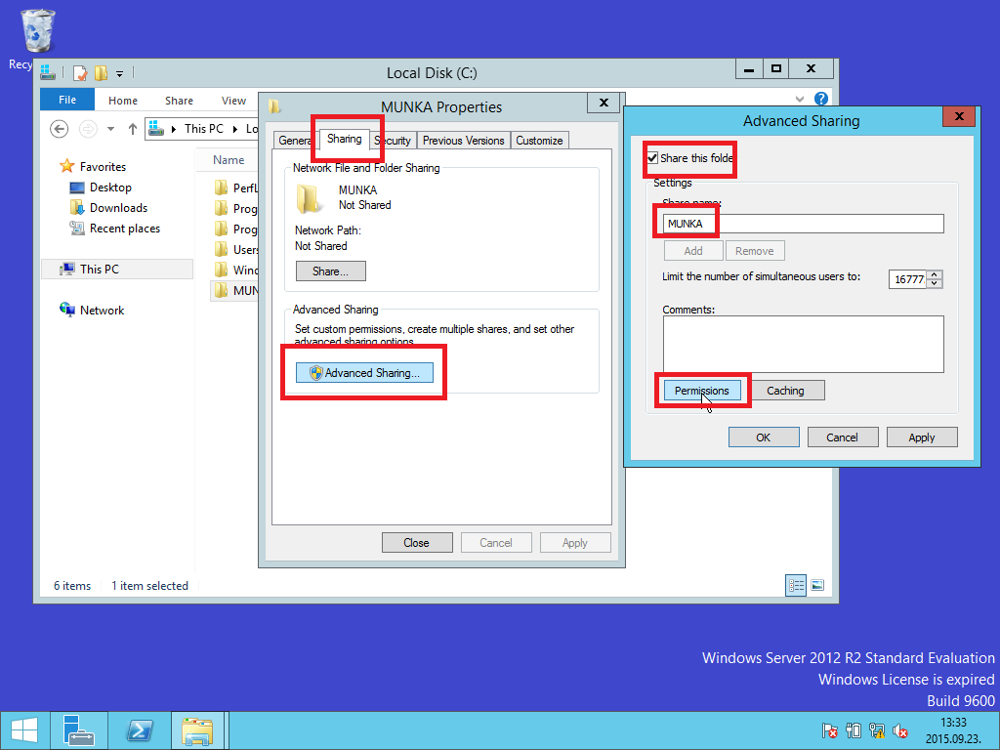 Recy
Local Disk (C:)
File Home Share View
This PC Lo
Favorites
Desktop
Downloads
Recent places
This PC
Network
Name
PerfL
Prog
Prog
Users
Wind
MUN
6 items 1 item selected
MUNKA Properties
General Sharing Security Previous Versions Customize
Network File and Folder Sharing
MUNKA
Not Shared
Network Path:
Not Shared
Share...
Advanced Sharing
Set custom permissions, create multiple shares, and set other
advanced sharing options.
Advanced Sharing...
Close Cancel Apply
Advanced Sharing
Share this folder
Settings
Share name:
MUNKA
Add Remove
Limit the number of simultaneous users to: 16777
Comments:
Permissions Caching
OK Cancel Apply
Windows Server 2012 R2 Standard Evaluation
Windows License is expired
Build 9600
13:33
2015.09.23.